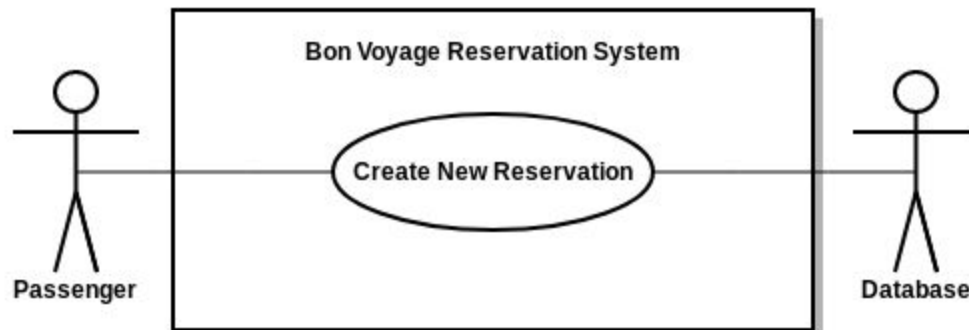 Bon Voyage Reservation System
Create New Reservation
Passenger
Database